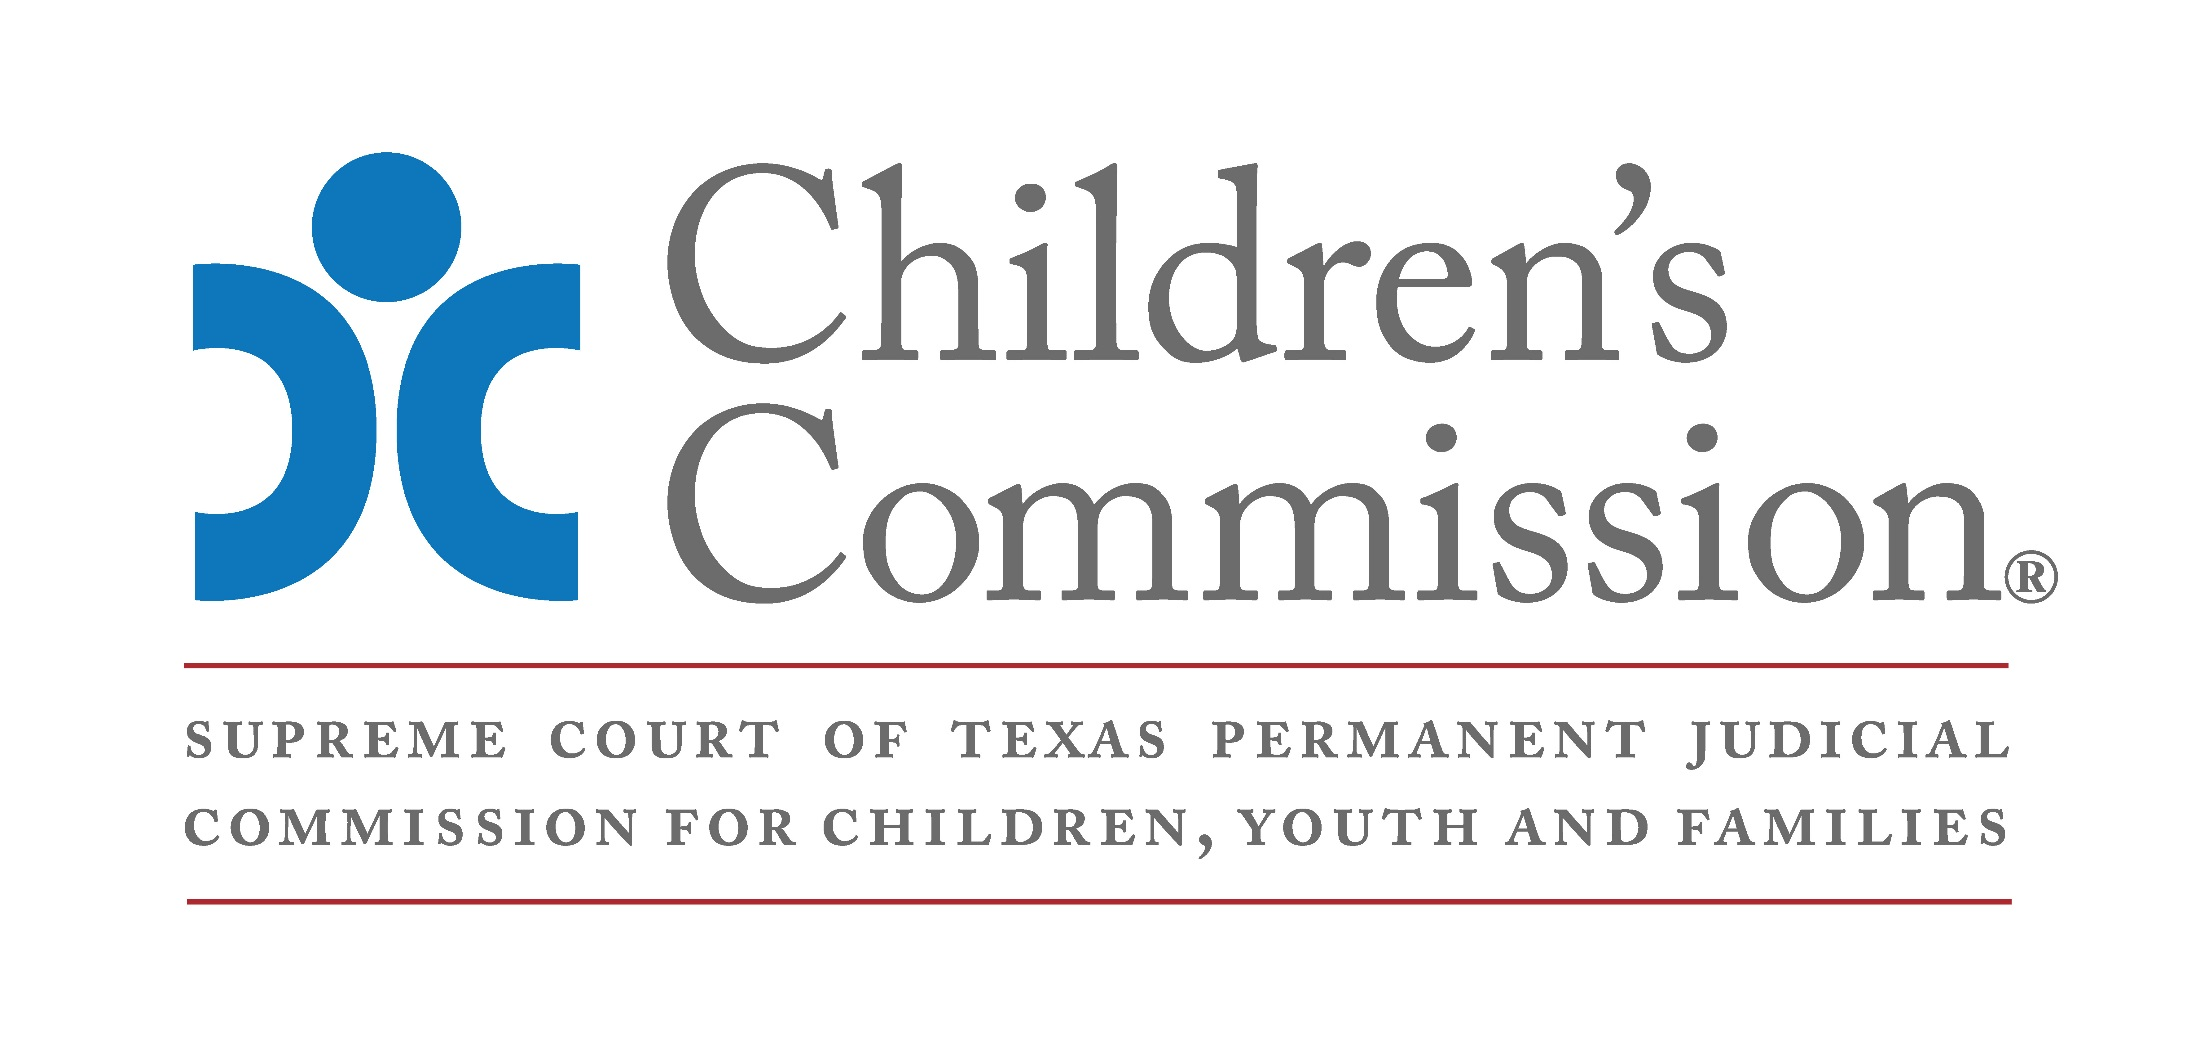 Children’s
Commission®
SUPREME COURT OF TEXAS PERMANENT JUDICIAL
COMMISSION FOR CHILDREN, YOUTH AND FAMILIES